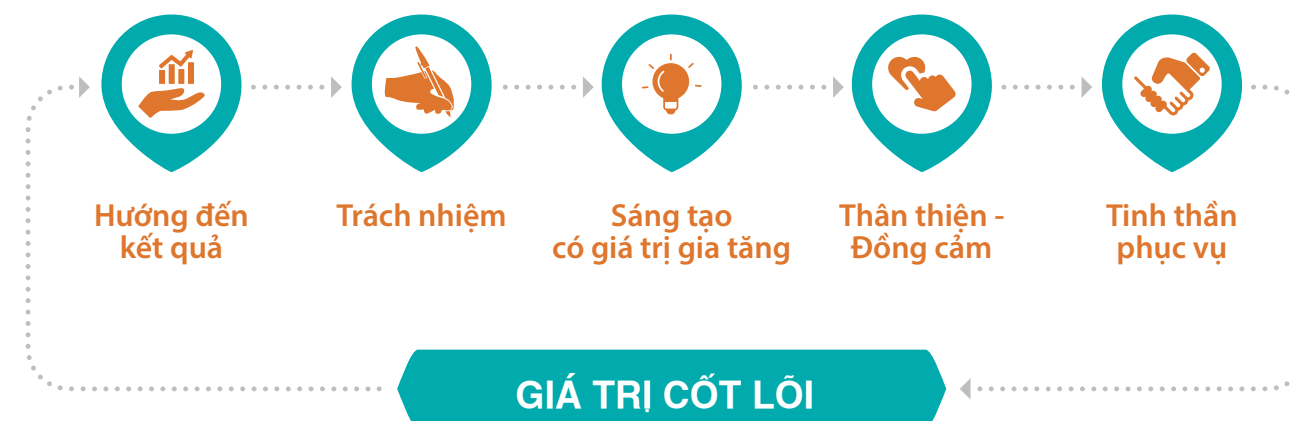 Hướng đến
kết quả
Trách nhiệm
Sáng tạo
có giá trị gia tăng
Thân thiện -
Đồng cảm
Tinh thần
phục vụ
GIÁ TRỊ CỐT LÕI